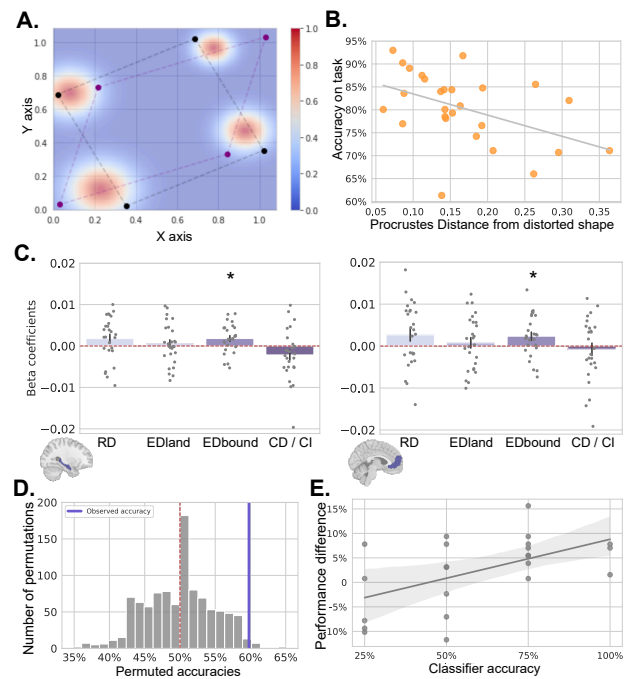 A.
1.0
0.8
0.6
0.4
0.2
0.0
Y axis
0.0 0.2 0.4 0.6 0.8 1.0
X axis
1.0
0.8
0.6
0.4
0.2
0.0
B.
95%
90%
85%
80%
75%
70%
65%
60%
Accuracy on task
0.05 0.10 0.15 0.20 0.25 0.30 0.35
Procrustes Distance from distorted shape
C.
0.02
0.01
0.00
−0.01
−0.02
Beta coefficients
*
RD EDland EDbound CD / CI
0.02
0.01
0.00
−0.01
−0.02
*
RD EDland EDbound CD / CI
D.
200
150
100
50
0
Number of permutations
Observed accuracy
35% 40% 45% 50% 55% 60% 65%
Permuted accuracies
E.
15%
10%
5%
0
5%
10%
Performance difference
25% 50% 75% 100%
Classifier accuracy